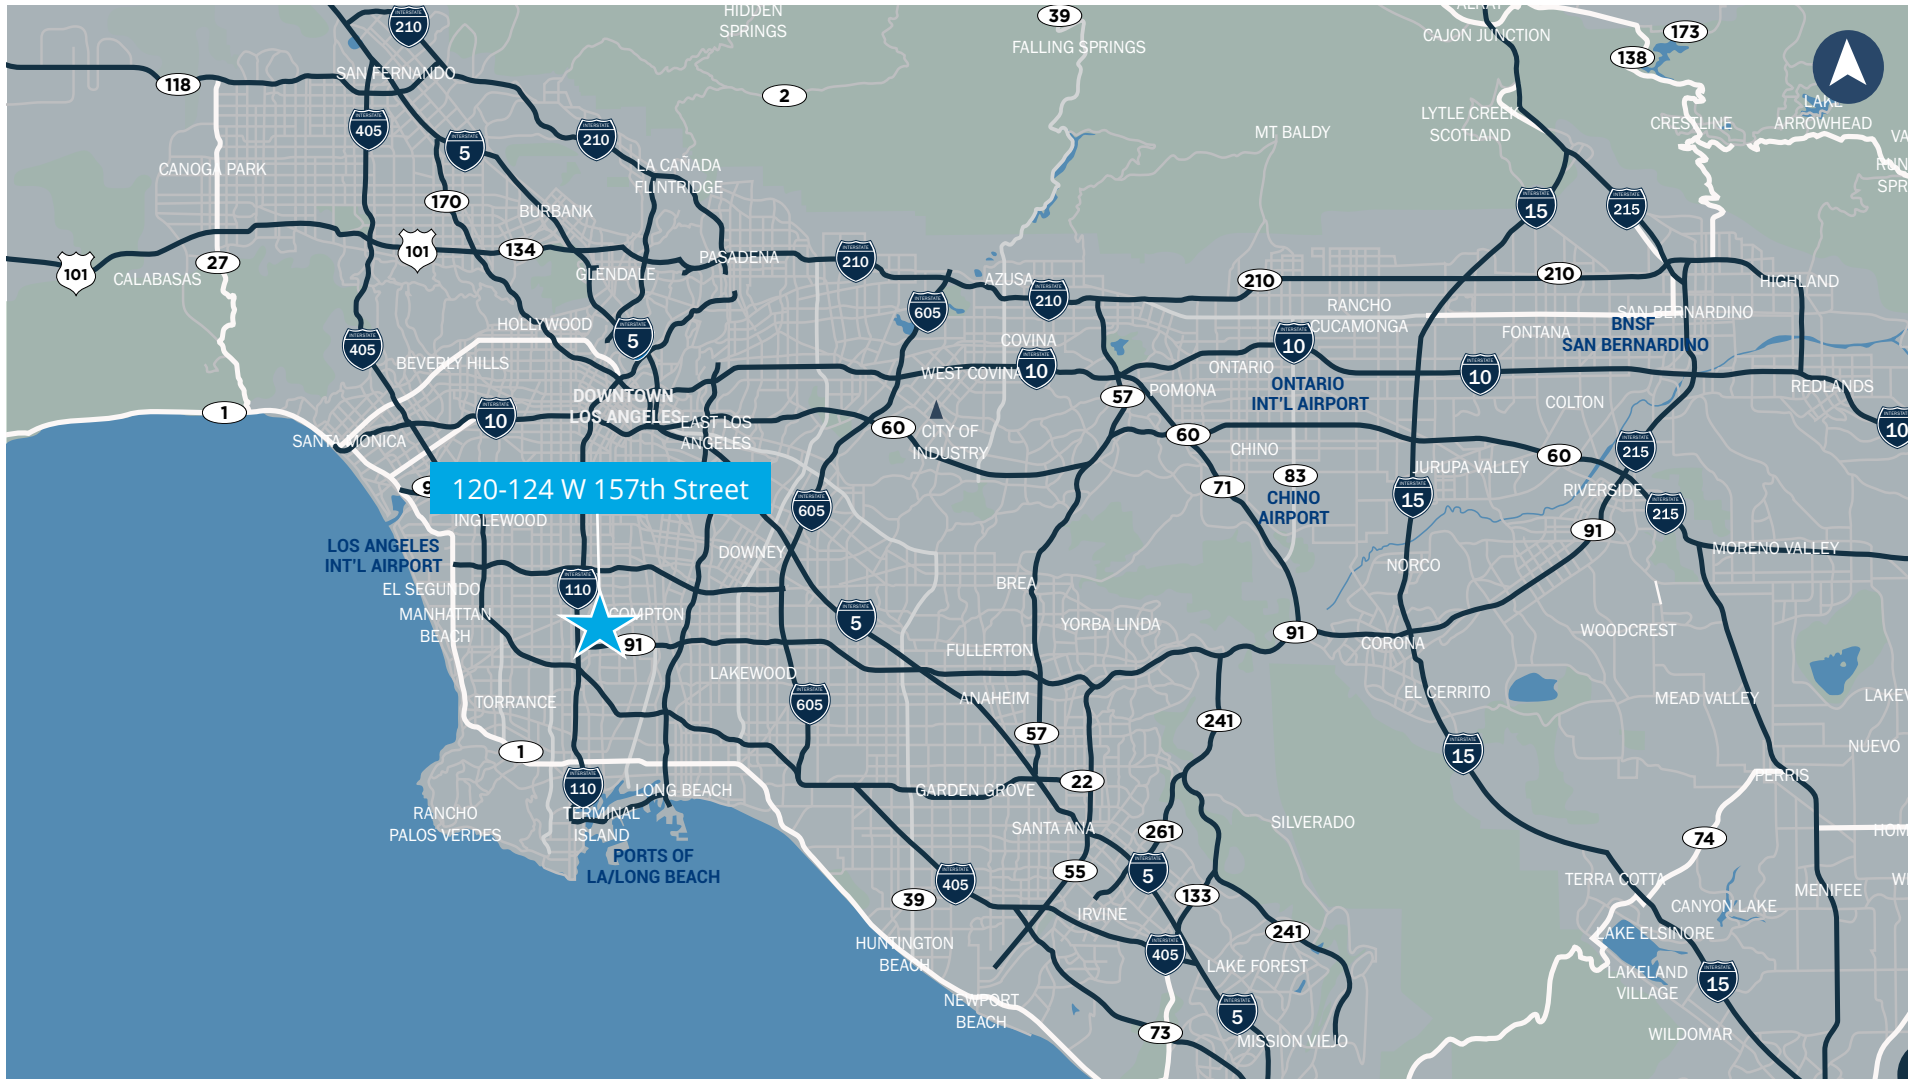 HIDDEN
SPRINGS
39
FALLING SPRINGS
CAJON JUNCTION
173
138
210
SAN FERNANDO
118
2
LAKE
ARROWHEAD
CRESTLINE
LYTLE CREEK
SCOTLAND
MT BALDY
405
5
210
CANOGA PARK
LA CAÑADA
FLINTRIDGE
170
BURBANK
15
215
101
101
134
27
CALABASAS
GLENDALE
PASADENA
210
AZUSA
210
210
210
HIGHLAND
605
RANCHO
CUCAMONGA
SAN BERNARDINO
HOLLYWOOD
5
405
BEVERLY HILLS
COVINA
10
FONTANA
BNSF
SAN BERNARDINO
WEST COVINA
10
ONTARIO
10
POMONA
57
ONTARIO
INT'L AIRPORT
REDLANDS
DOWNTOWN
LOS ANGELES
1
10
EAST LOS
ANGELES
60
CITY OF
INDUSTRY
60
COLTON
10
SANTA MONICA
CHINO
83
CHINO
AIRPORT
JURUPA VALLEY
60
215
71
15
RIVERSIDE
215
91
120-124 W 157th Street
INGLEWOOD
605
LOS ANGELES
INT'L AIRPORT
DOWNEY
MORENO VALLEY
NORCO
EL SEGUNDO
110
BREA
MANHATTAN
BEACH
COMPTON
91
5
YORBA LINDA
91
WOODCREST
CORONA
FULLERTON
LAKEWOOD
TORRANCE
605
ANAHEIM
EL CERRITO
MEAD VALLEY
241
57
1
15
NUEVO
PERRIS
110
LONG BEACH
GARDEN GROVE
22
RANCHO
PALOS VERDES
TERMINAL
ISLAND
SANTA ANA
261
SILVERADO
74
PORTS OF
LA/LONG BEACH
405
55
5
133
TERRA COTTA
MENIFEE
39
IRVINE
CANYON LAKE
241
LAKE ELSINORE
HUNTINGTON
BEACH
405
LAKE FOREST
LAKELAND
VILLAGE
15
NEWPORT
BEACH
5
73
MISSION VIEJO
WILDOMAR